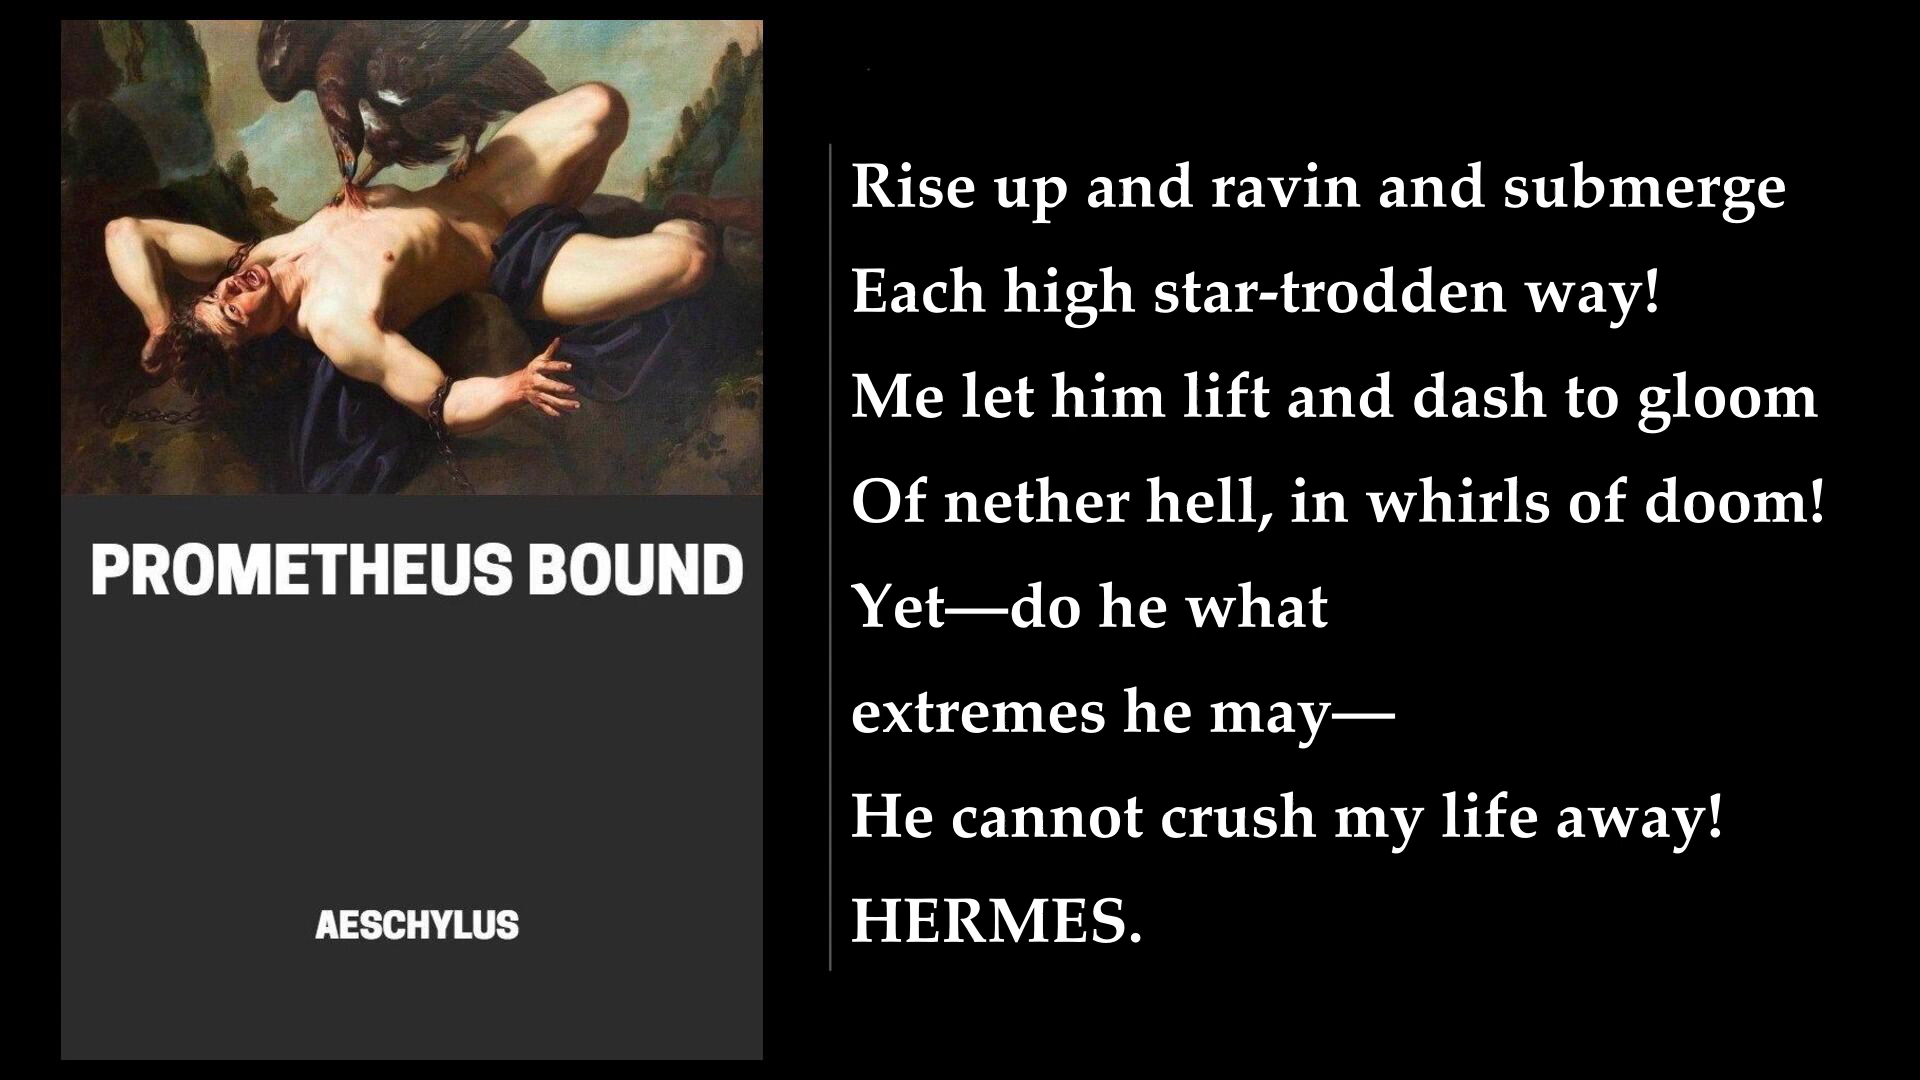 PROMETHEUS BOUND
AESCHYLUS
Rise up and ravin and submerge
Each high star-trodden way!
Me let him lift and dash to gloom
Of nether hell, in whirls of doom!
Yet—do he what
extremes he may—
He cannot crush my life away!
HERMES.